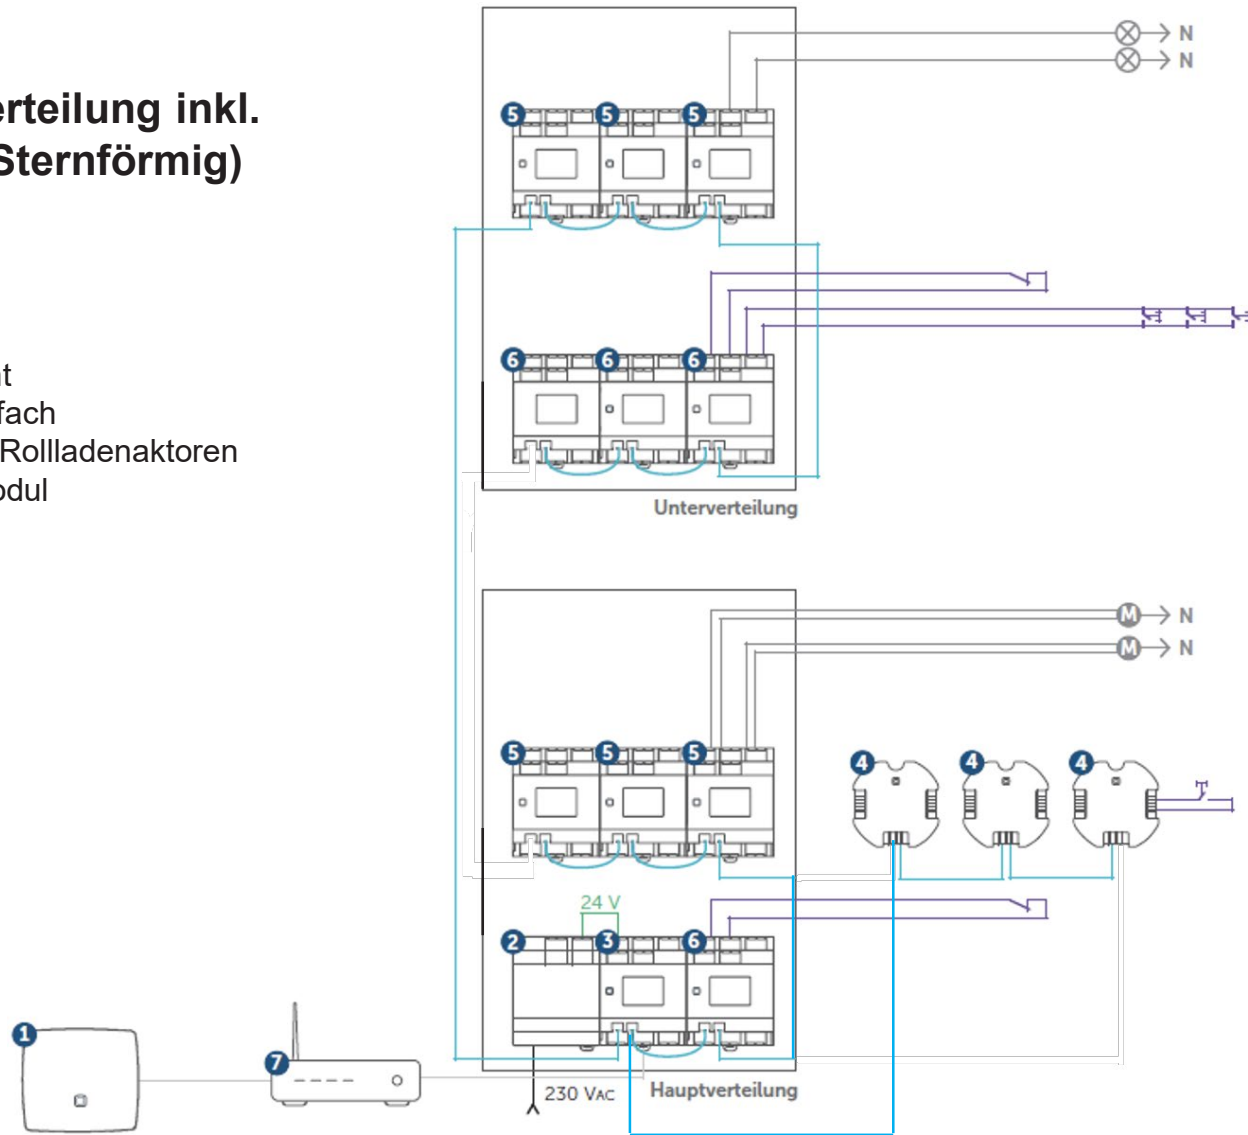 erteilung inkl.
Sternförmig)
nt
fach
Rollladenaktoren
odul
N
N
5 5 5
6 6 6
Unterverteilung
M N
M N
5 5 5
4 4 4
24 V
2 3 6
1
7
230 VAC
Hauptverteilung